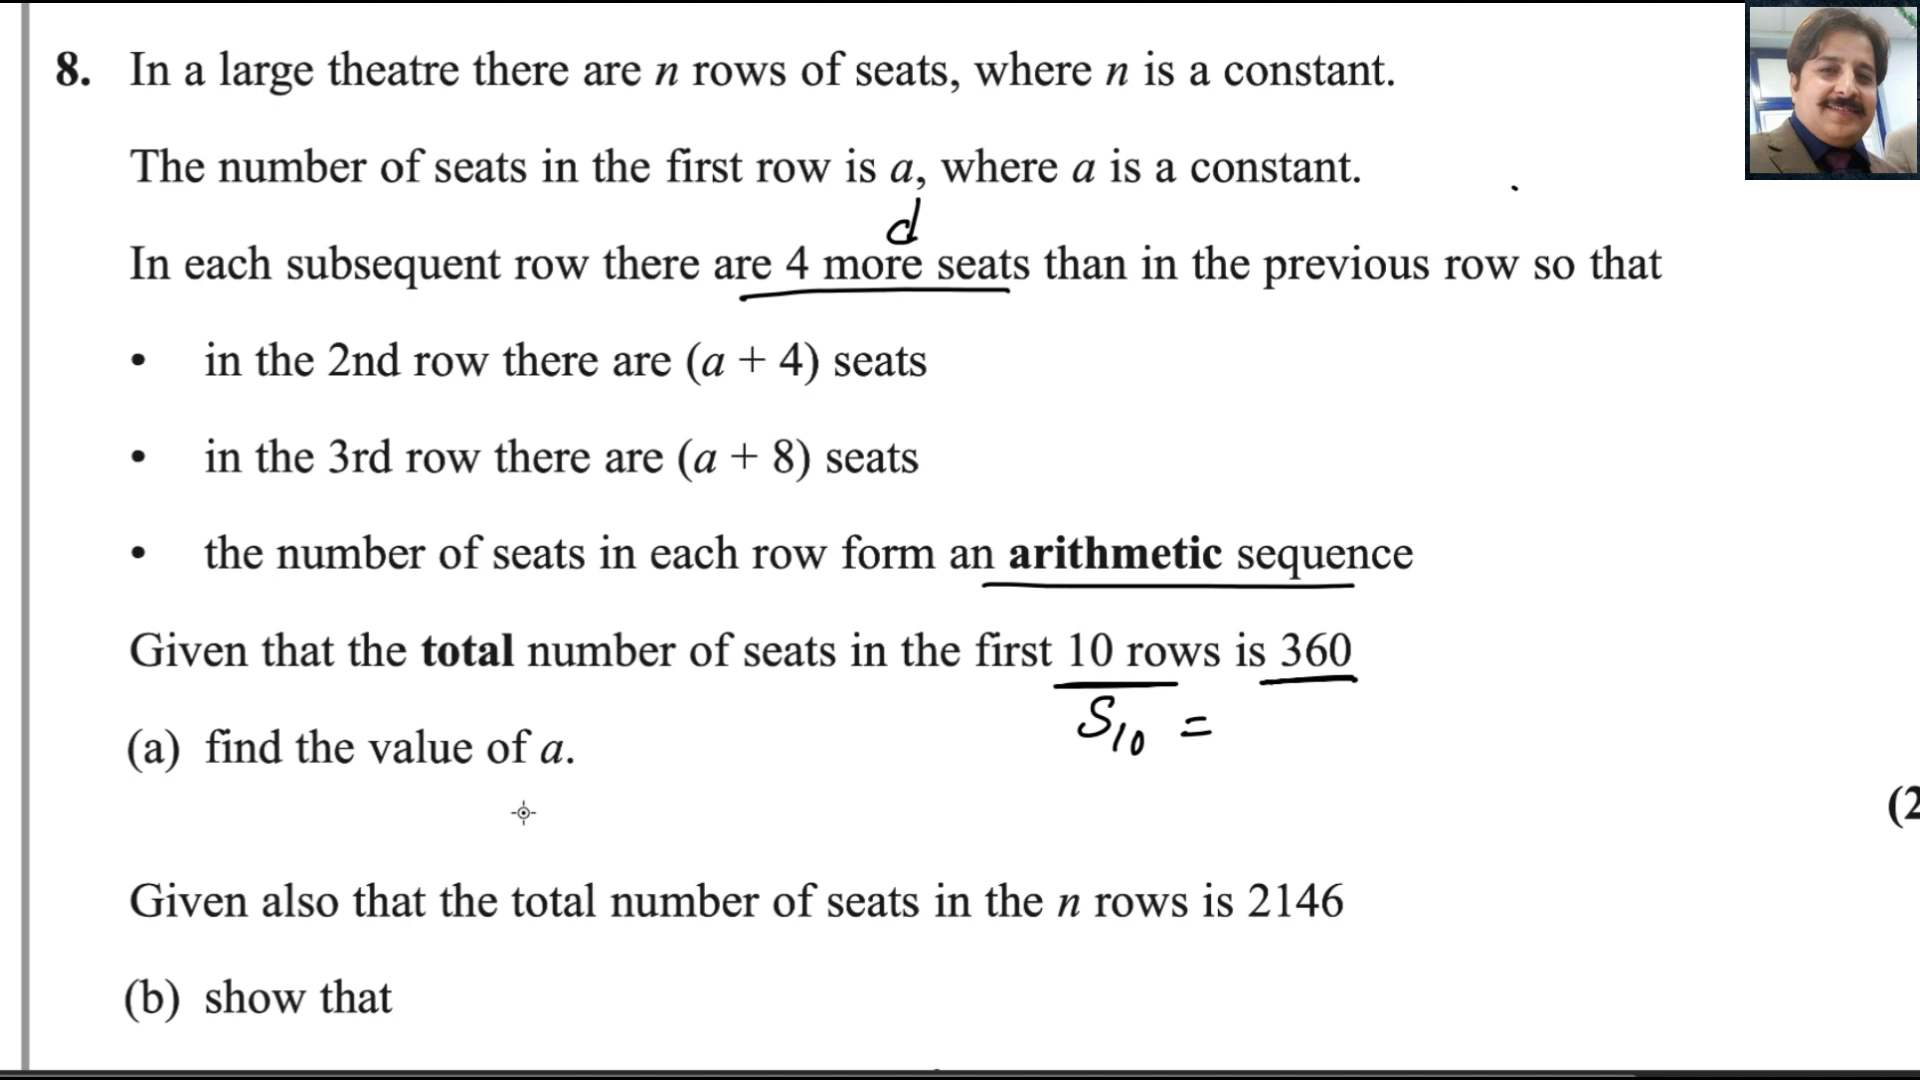 8. In a large theatre there are n rows of seats, where n is a constant.
The number of seats in the first row is a, where a is a constant.
d
In each subsequent row there are 4 more seats than in the previous row so that
• in the 2nd row there are (a + 4) seats
• in the 3rd row there are (a + 8) seats
• the number of seats in each row form an arithmetic sequence
Given that the total number of seats in the first 10 rows is 360
S10 =
(a) find the value of a.
(2
Given also that the total number of seats in the n rows is 2146
(b) show that